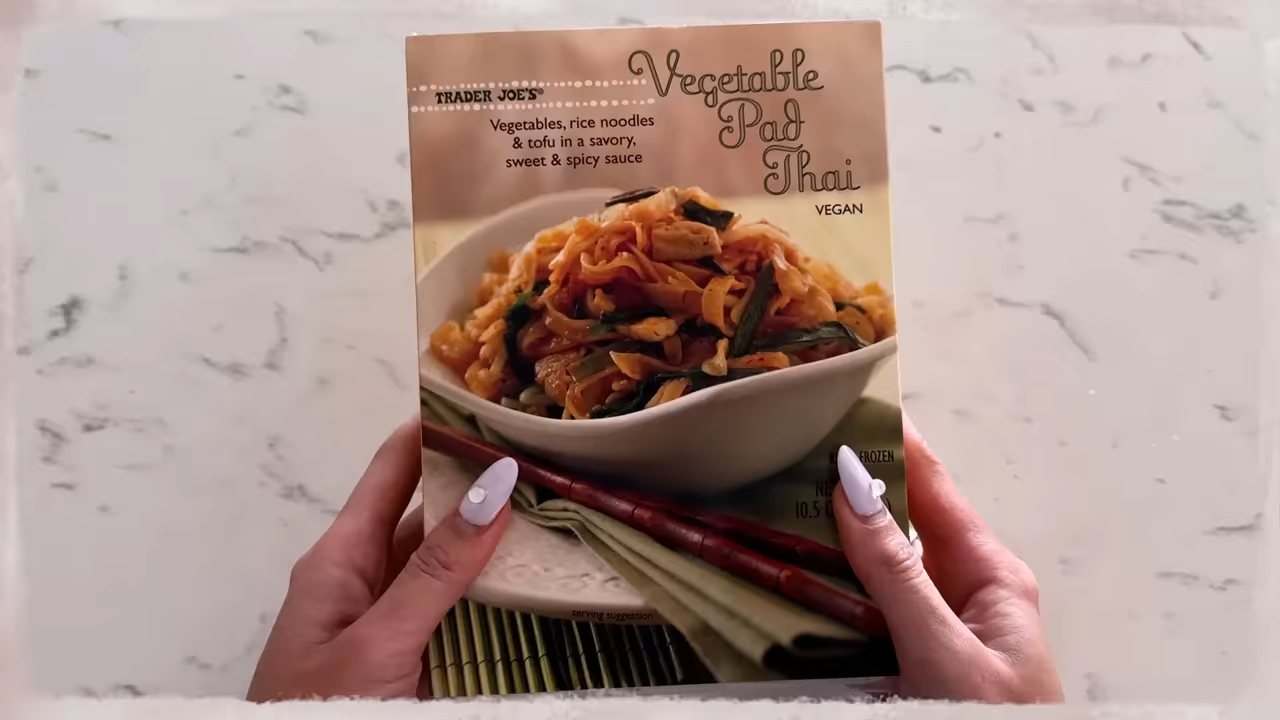 TRADER JOE'S®
Vegetables, rice noodles
& tofu in a savory,
sweet & spicy sauce
Vegetable
Pad
Thai
VEGAN
FROZEN
10.5
serving suggestion